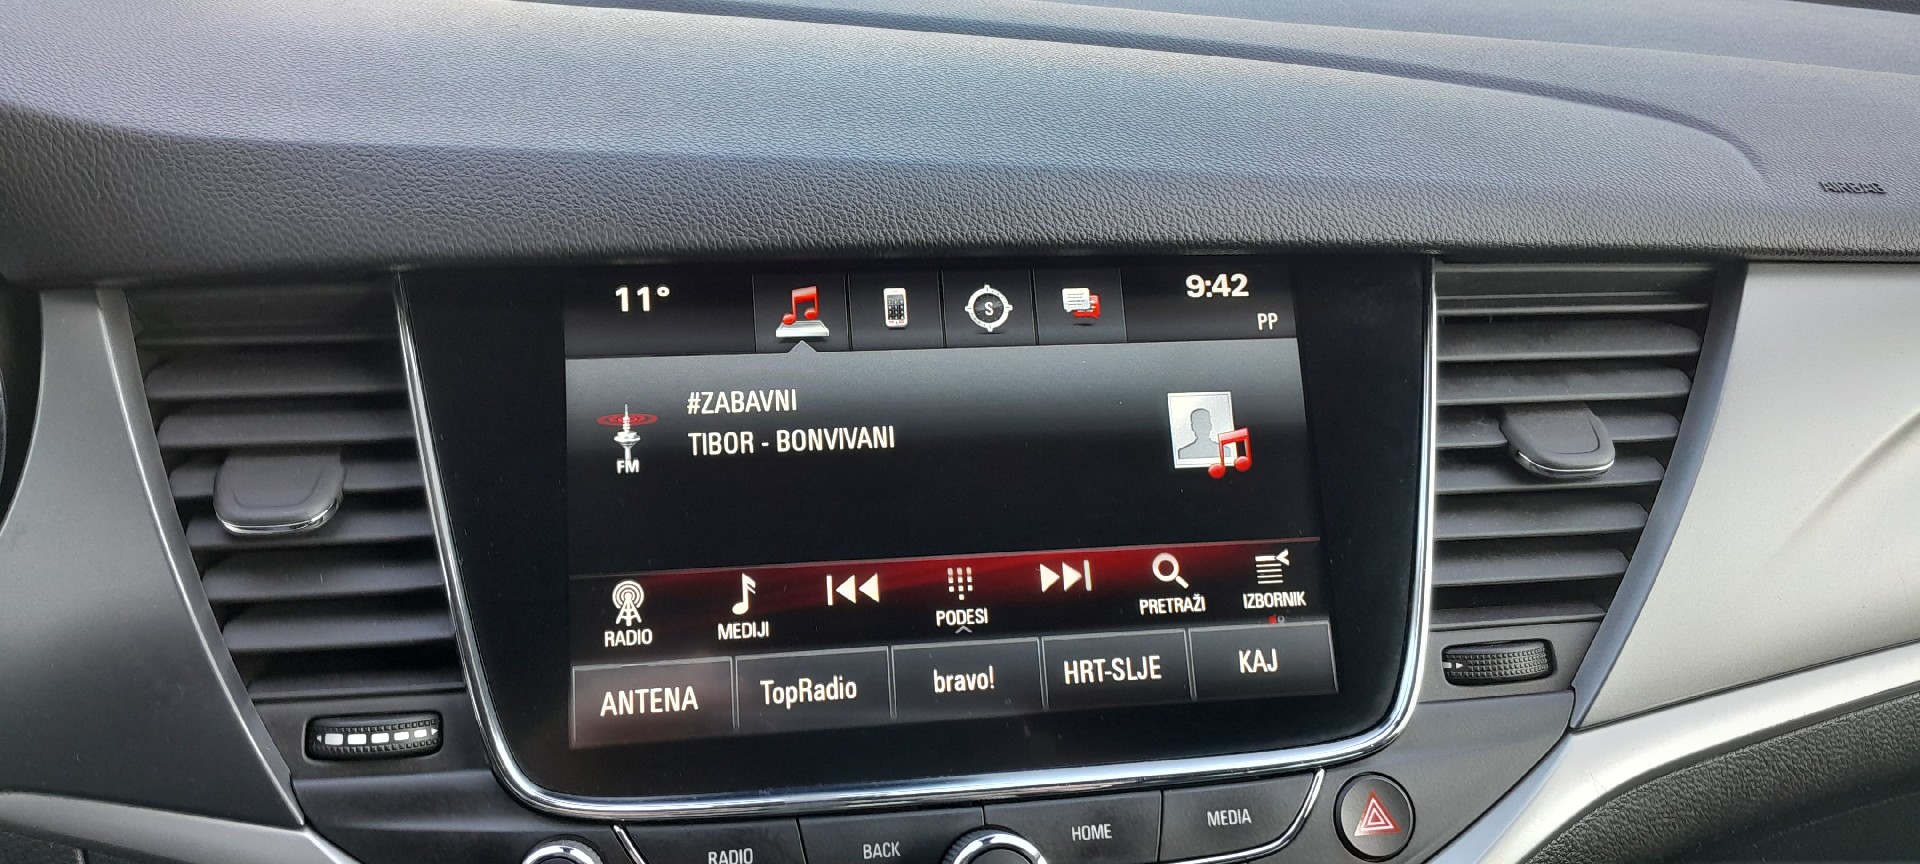 AIRBAG
11°
S
9:42
PP
#ZABAVNI
TIBOR - BONVIVANI
FM
RADIO
MEDIJI
PODESI
PRETRAŽI
IZBORNIK
ANTENA
TopRadio
bravo!
HRT-SLJE
KAJ
RADIO
BACK
HOME
MEDIA